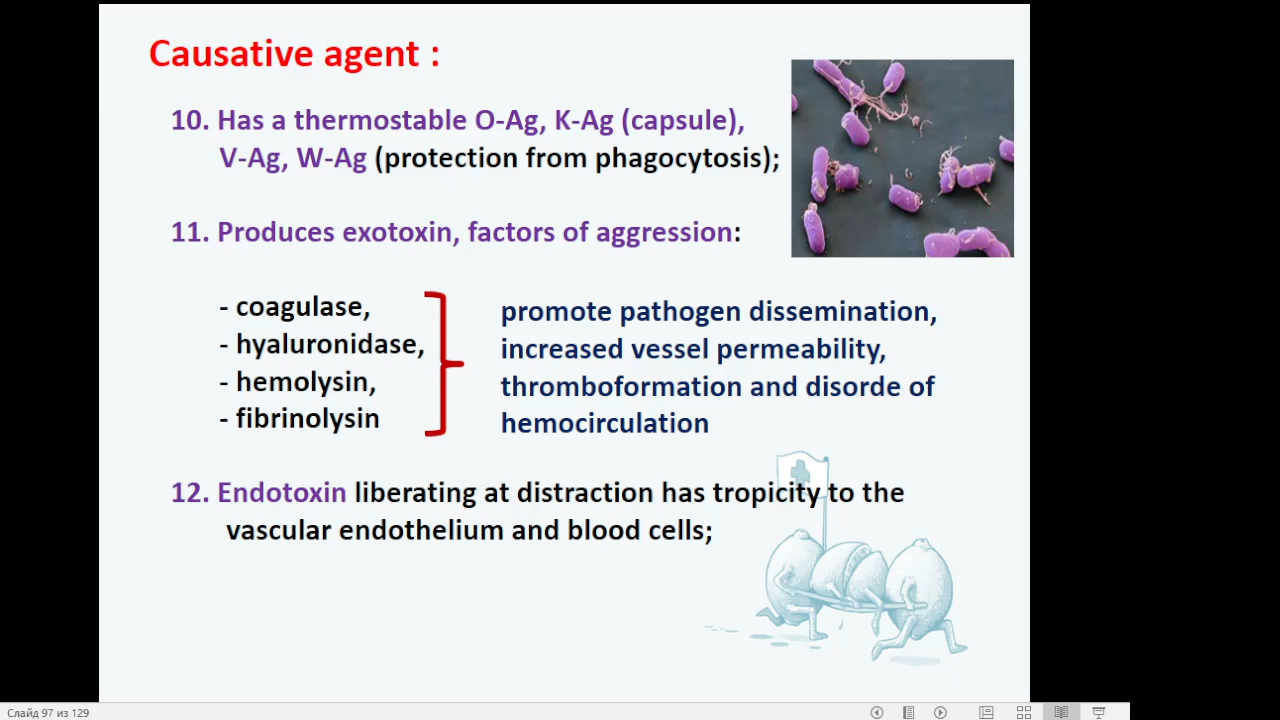 Causative agent :
10. Has a thermostable O-Ag, K-Ag (capsule),
V-Ag, W-Ag (protection from phagocytosis);
11. Produces exotoxin, factors of aggression:
- coagulase,
- hyaluronidase,
- hemolysin,
- fibrinolysin
promote pathogen dissemination,
increased vessel permeability,
thromboformation and disorde of
hemocirculation
12. Endotoxin liberating at distraction has tropicity to the
vascular endothelium and blood cells;
Слайд 97 из 129